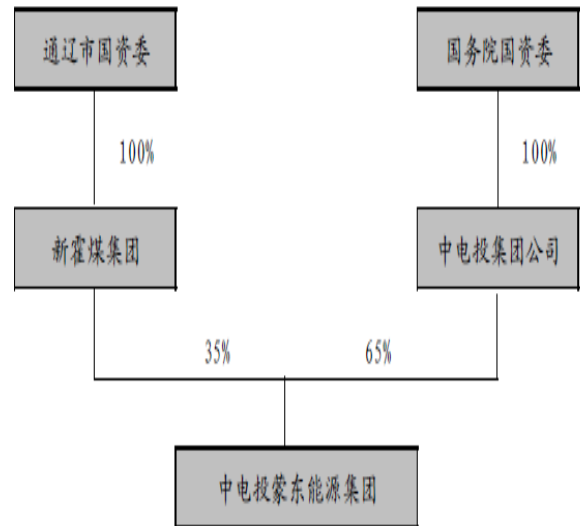 通辽市国资委
国务院国资委
100%
100%
新霍煤集团
中电投集团公司
35%
65%
中电投蒙东能源集团